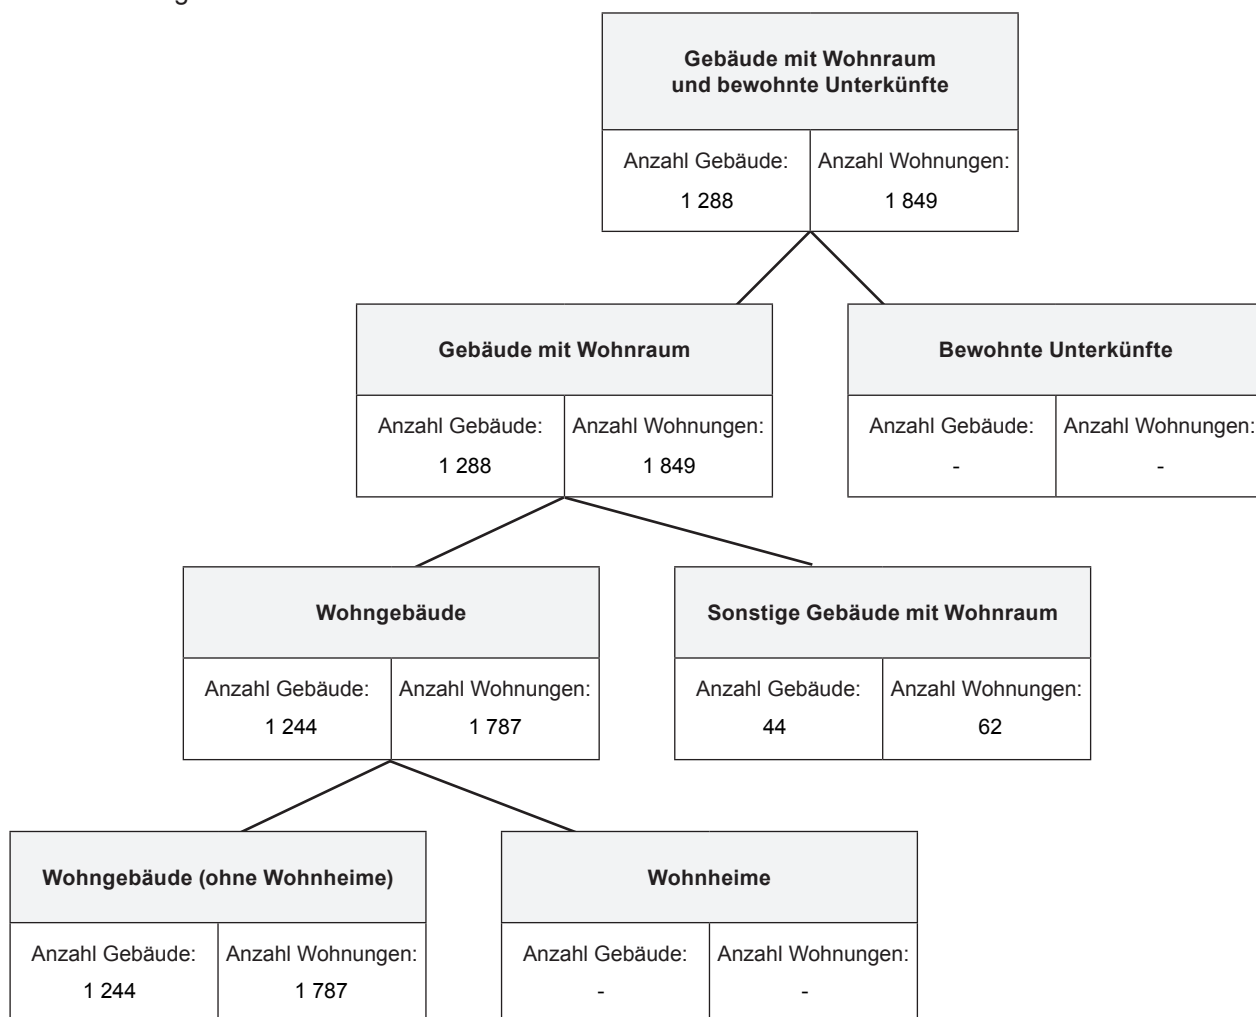 Gebäude mit Wohnraum
und bewohnte Unterkünfte
Anzahl Gebäude: Anzahl Wohnungen:
1 288 1 849
Gebäude mit Wohnraum Bewohnte Unterkünfte
Anzahl Gebäude: Anzahl Wohnungen: Anzahl Gebäude: Anzahl Wohnungen:
1 288 1 849 - -
Wohngebäude Sonstige Gebäude mit Wohnraum
Anzahl Gebäude: Anzahl Wohnungen: Anzahl Gebäude: Anzahl Wohnungen:
1 244 1 787 44 62
Wohngebäude (ohne Wohnheime) Wohnheime
Anzahl Gebäude: Anzahl Wohnungen: Anzahl Gebäude: Anzahl Wohnungen:
1 244 1 787 - -